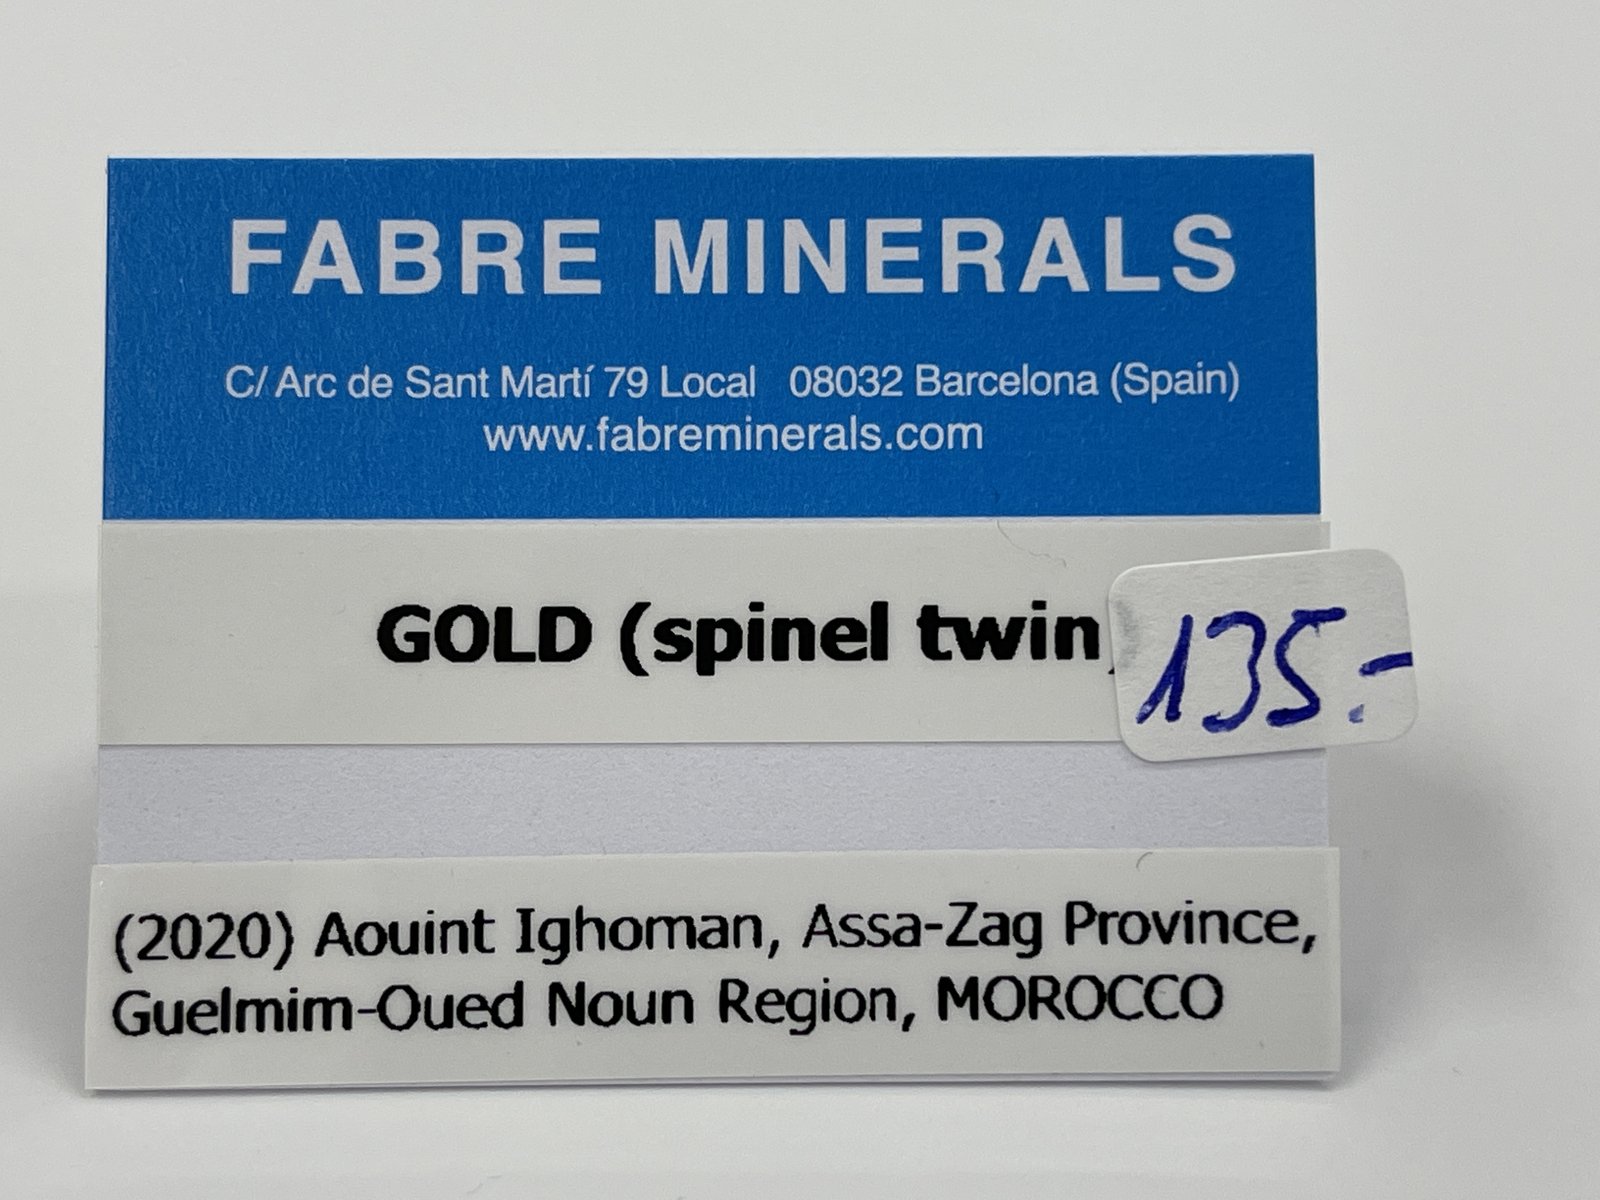 FABRE MINERALS
C/ Arc de Sant Martí 79 Local 08032 Barcelona (Spain)
www.fabreminerals.com
GOLD (spinel twin)
135.-
(2020) Aouint Ighoman, Assa-Zag Province,
Guelmim-Oued Noun Region, MOROCCO